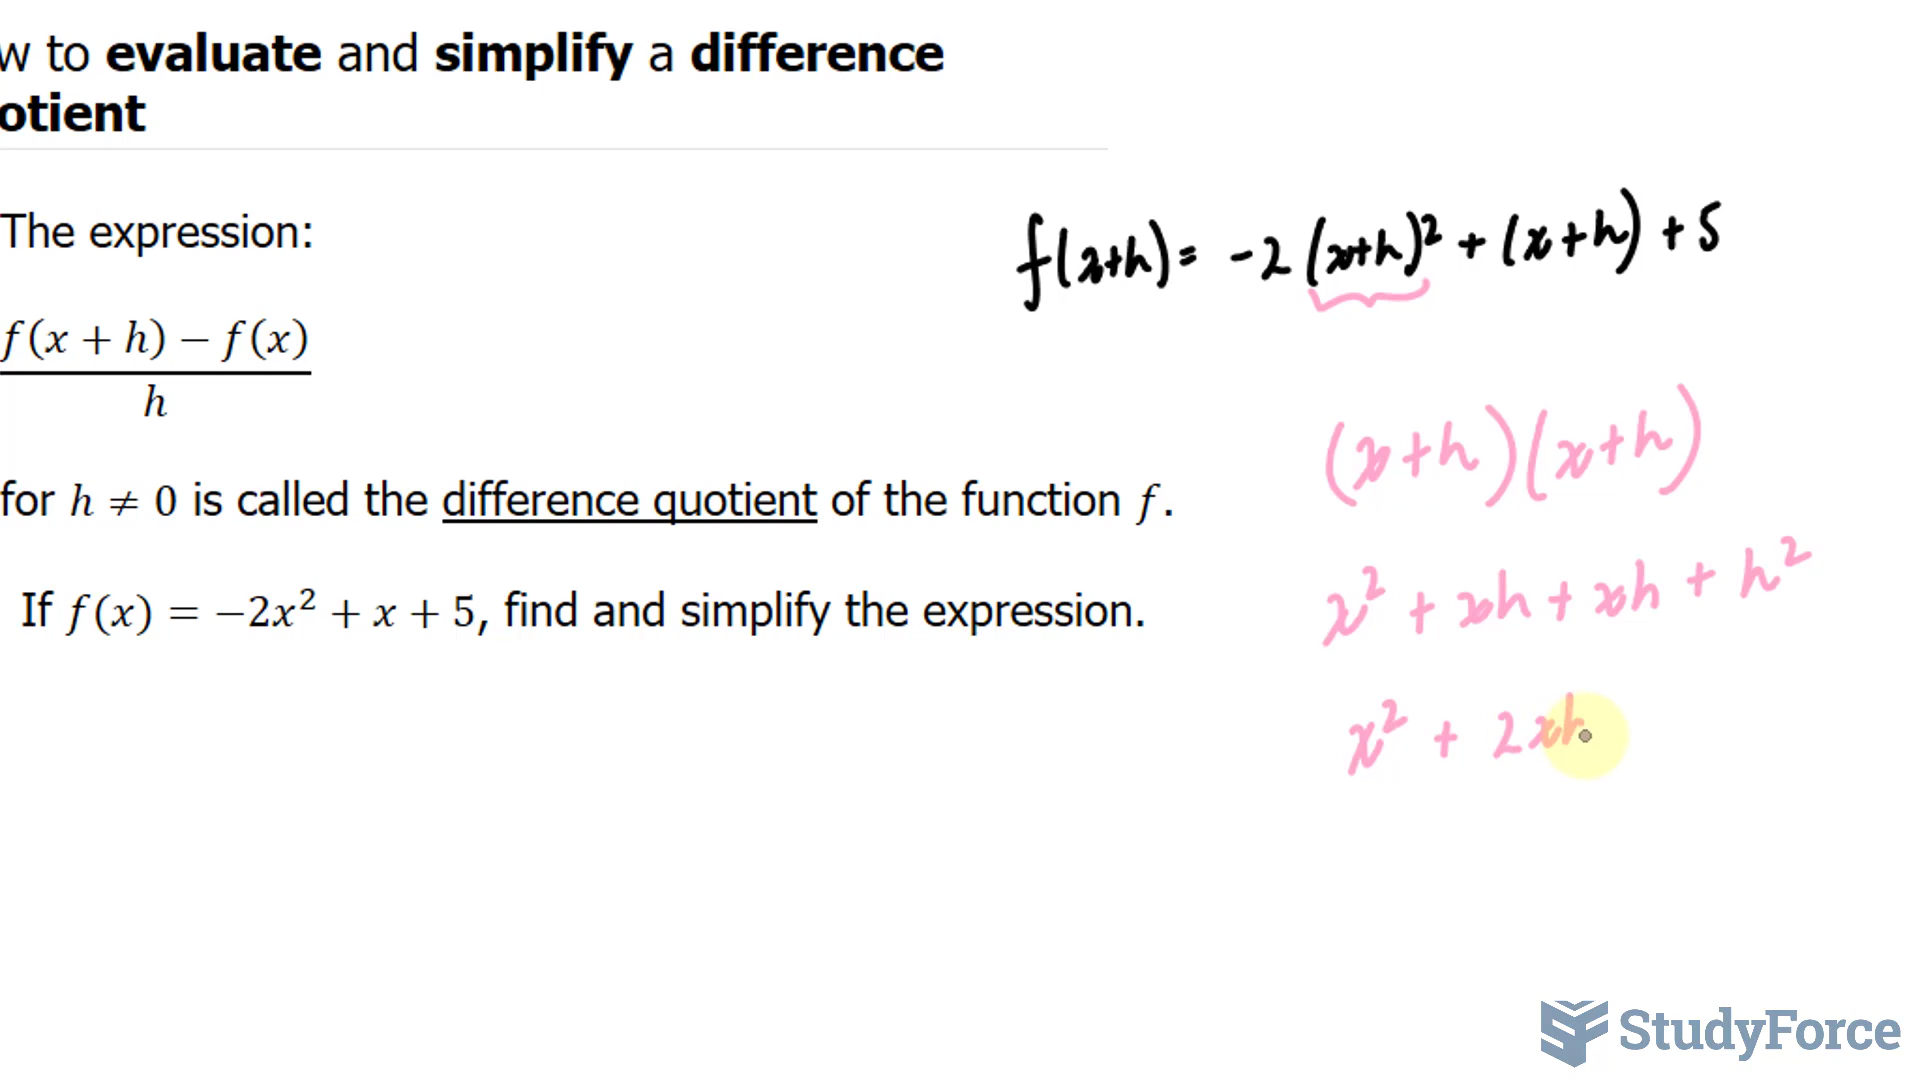 w to evaluate and simplify a difference
otient
The expression:
f(x + h) − f(x)
h
for h ≠ 0 is called the difference quotient of the function f.
If f(x) = −2x² + x + 5, find and simplify the expression.
f(x+h) = -2(x+h)² + (x+h) + 5
(x+h)(x+h)
x² + xh + xh + h²
x² + 2xh
StudyForce